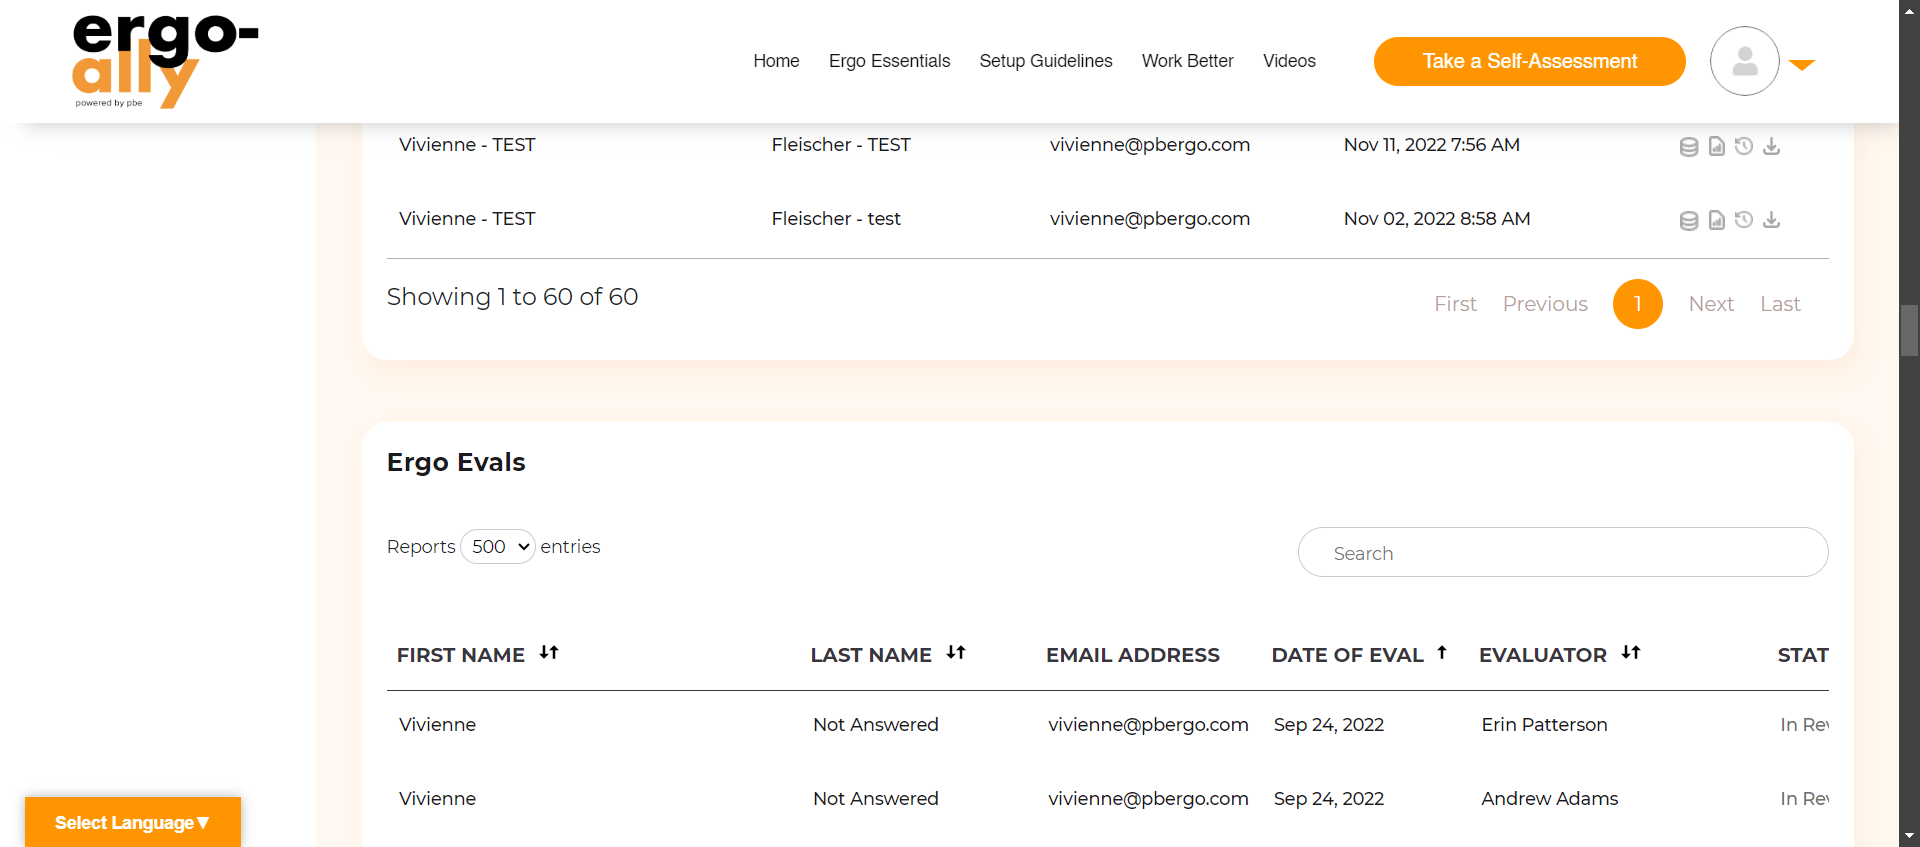 ergo-
ally
powered by pbe
Home Ergo Essentials Setup Guidelines Work Better Videos Take a Self-Assessment
Vivienne - TEST Fleischer - TEST vivienne@pbergo.com Nov 11, 2022 7:56 AM
Vivienne - TEST Fleischer - test vivienne@pbergo.com Nov 02, 2022 8:58 AM
Showing 1 to 60 of 60
First Previous 1 Next Last
Ergo Evals
Reports 500 entries
Search
FIRST NAME LAST NAME EMAIL ADDRESS DATE OF EVAL EVALUATOR STAT
Vivienne Not Answered vivienne@pbergo.com Sep 24, 2022 Erin Patterson In Rev
Vivienne Not Answered vivienne@pbergo.com Sep 24, 2022 Andrew Adams In Rev
Select Language▼